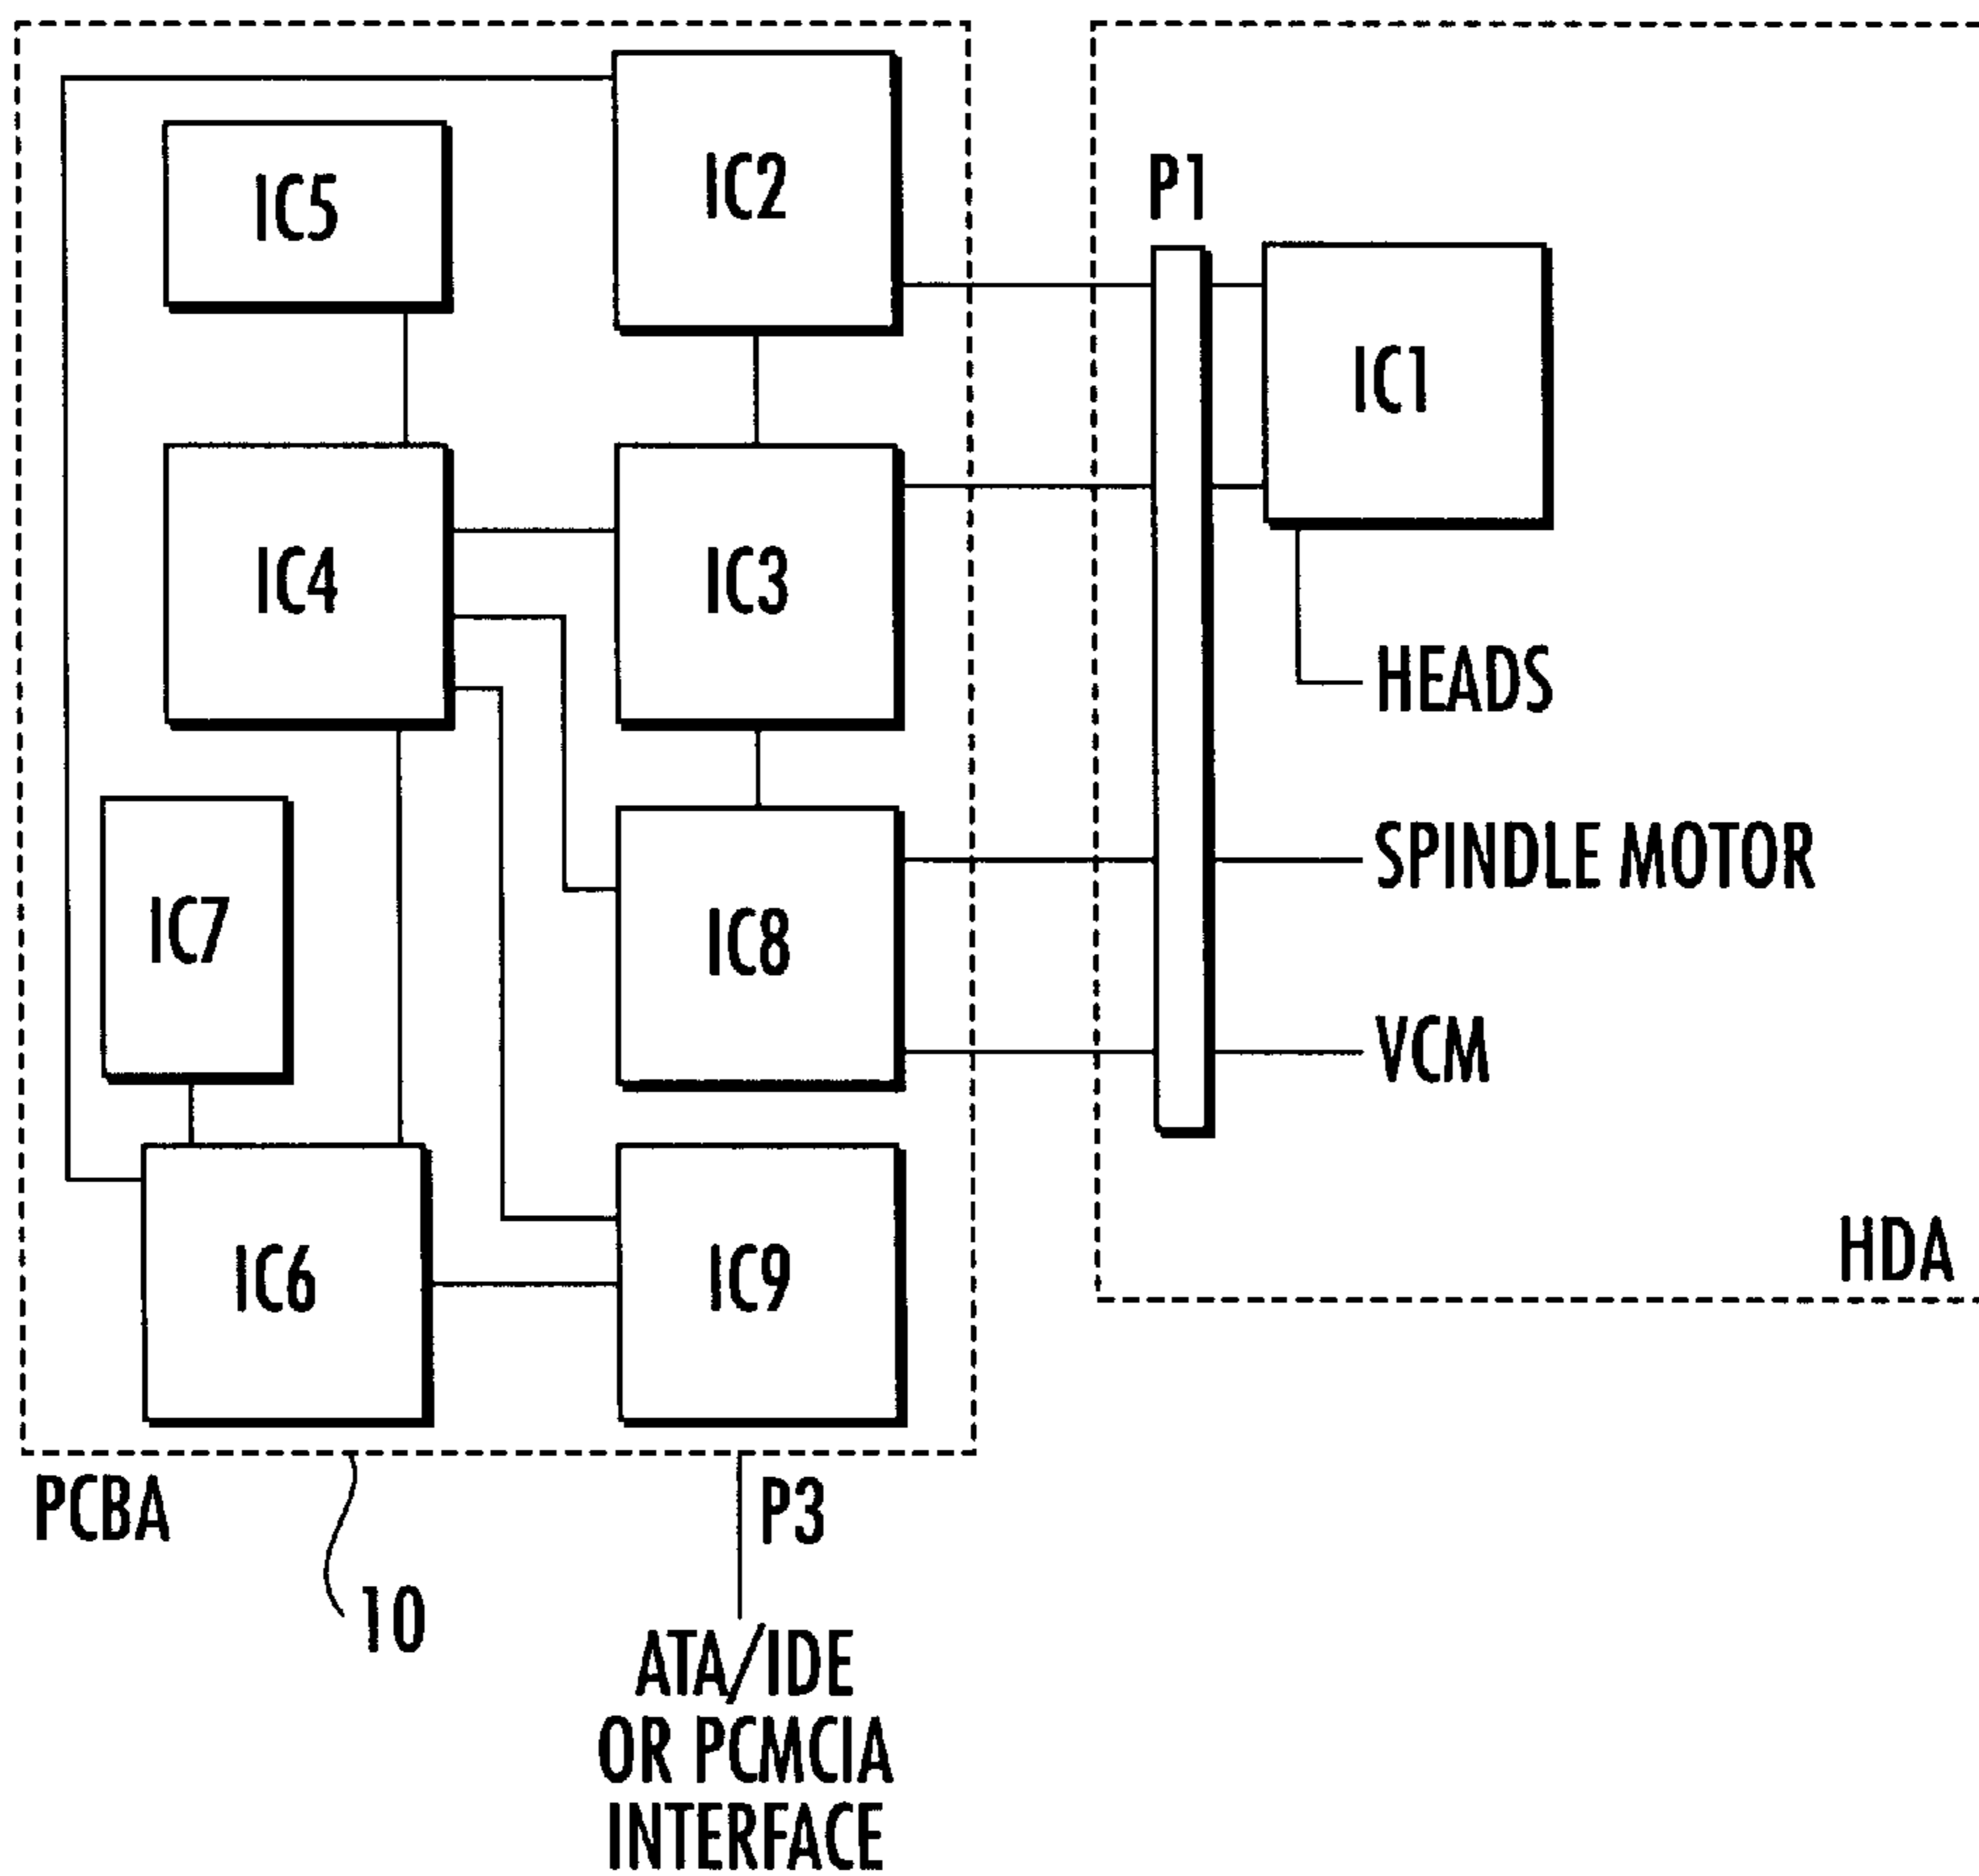 IC2
IC5
P1
IC1
IC4
IC3
HEADS
SPINDLE MOTOR
IC7
IC8
VCM
IC6
IC9
HDA
PCBA
P3
10
ATA/IDE
OR PCMCIA
INTERFACE